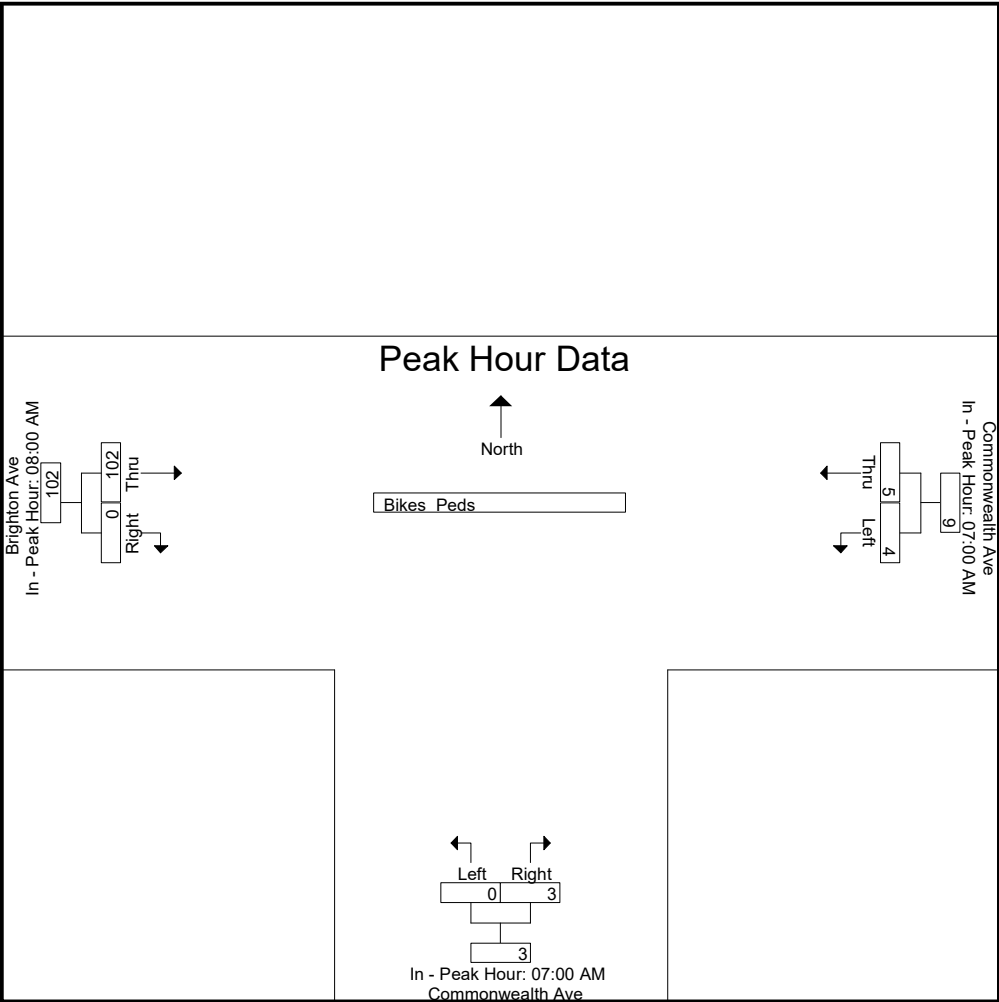 Peak Hour Data
North
Bikes Peds
Brighton Ave
In - Peak Hour: 08:00 AM
102
102
0
Thru
Right
Commonwealth Ave
In - Peak Hour: 07:00 AM
9
5
4
Thru
Left
Left Right
0 3
3
In - Peak Hour: 07:00 AM
Commonwealth Ave